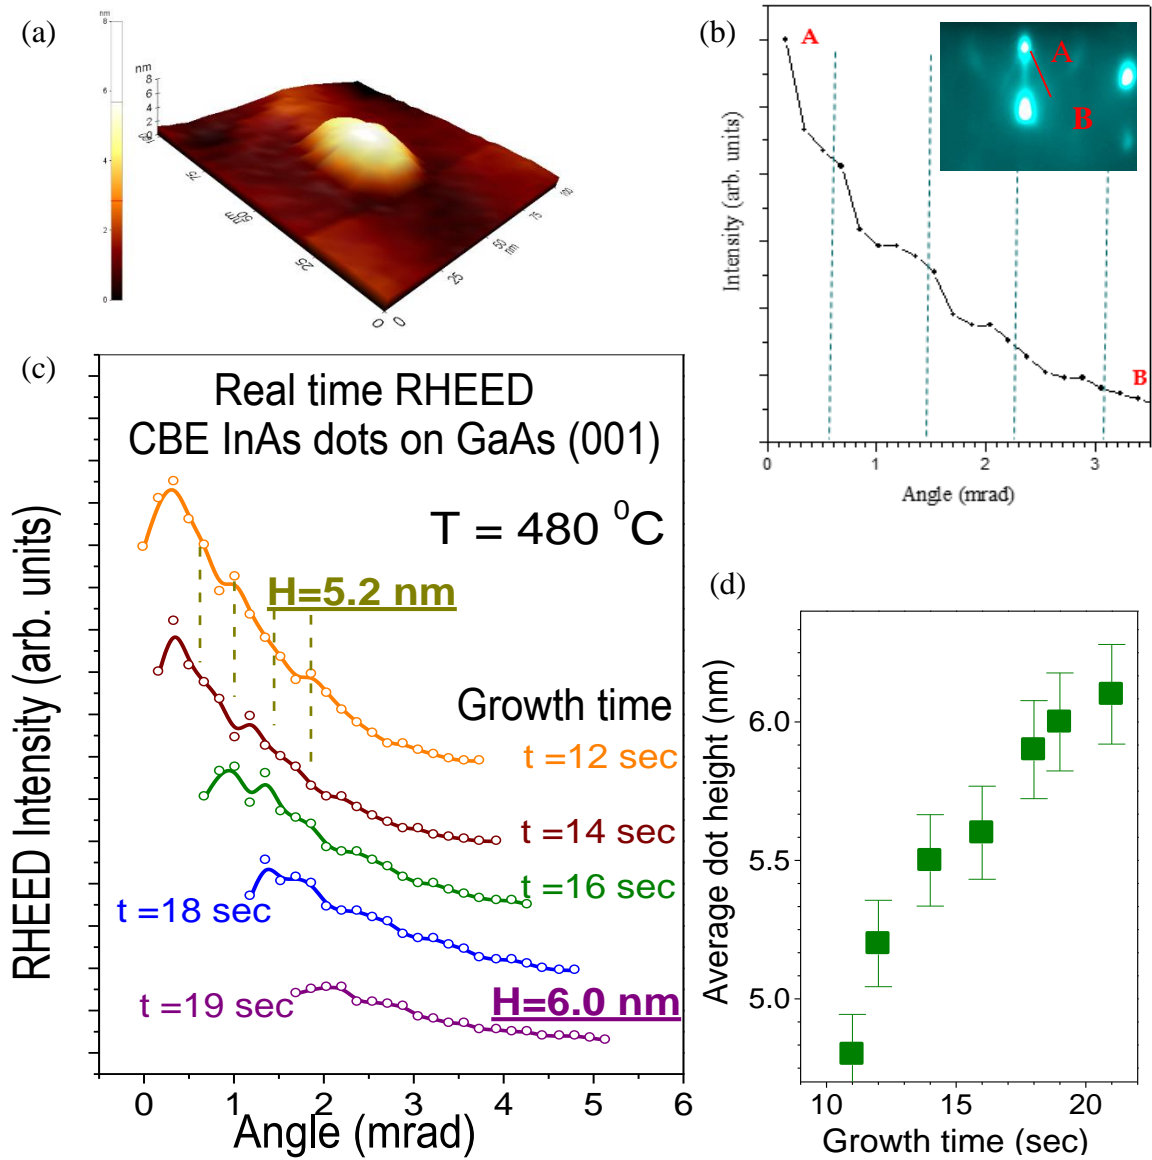 (a)
nm
8
6
4
2
0
nm
8
6
4
2
0
100
75
50
nm
25
0
0
25
50
nm
75
100
(b)
A
A
B
B
Intensity (arb. units)
0
1
2
3
Angle (mrad)
(c)
Real time RHEED
CBE InAs dots on GaAs (001)
T = 480 ⁰C
H=5.2 nm
Growth time
t =12 sec
t =14 sec
t =16 sec
t =18 sec
t =19 sec
H=6.0 nm
RHEED Intensity (arb. units)
0 1 2 3 4 5 6
Angle (mrad)
(d)
Average dot height (nm)
6.0
5.5
5.0
10 15 20
Growth time (sec)